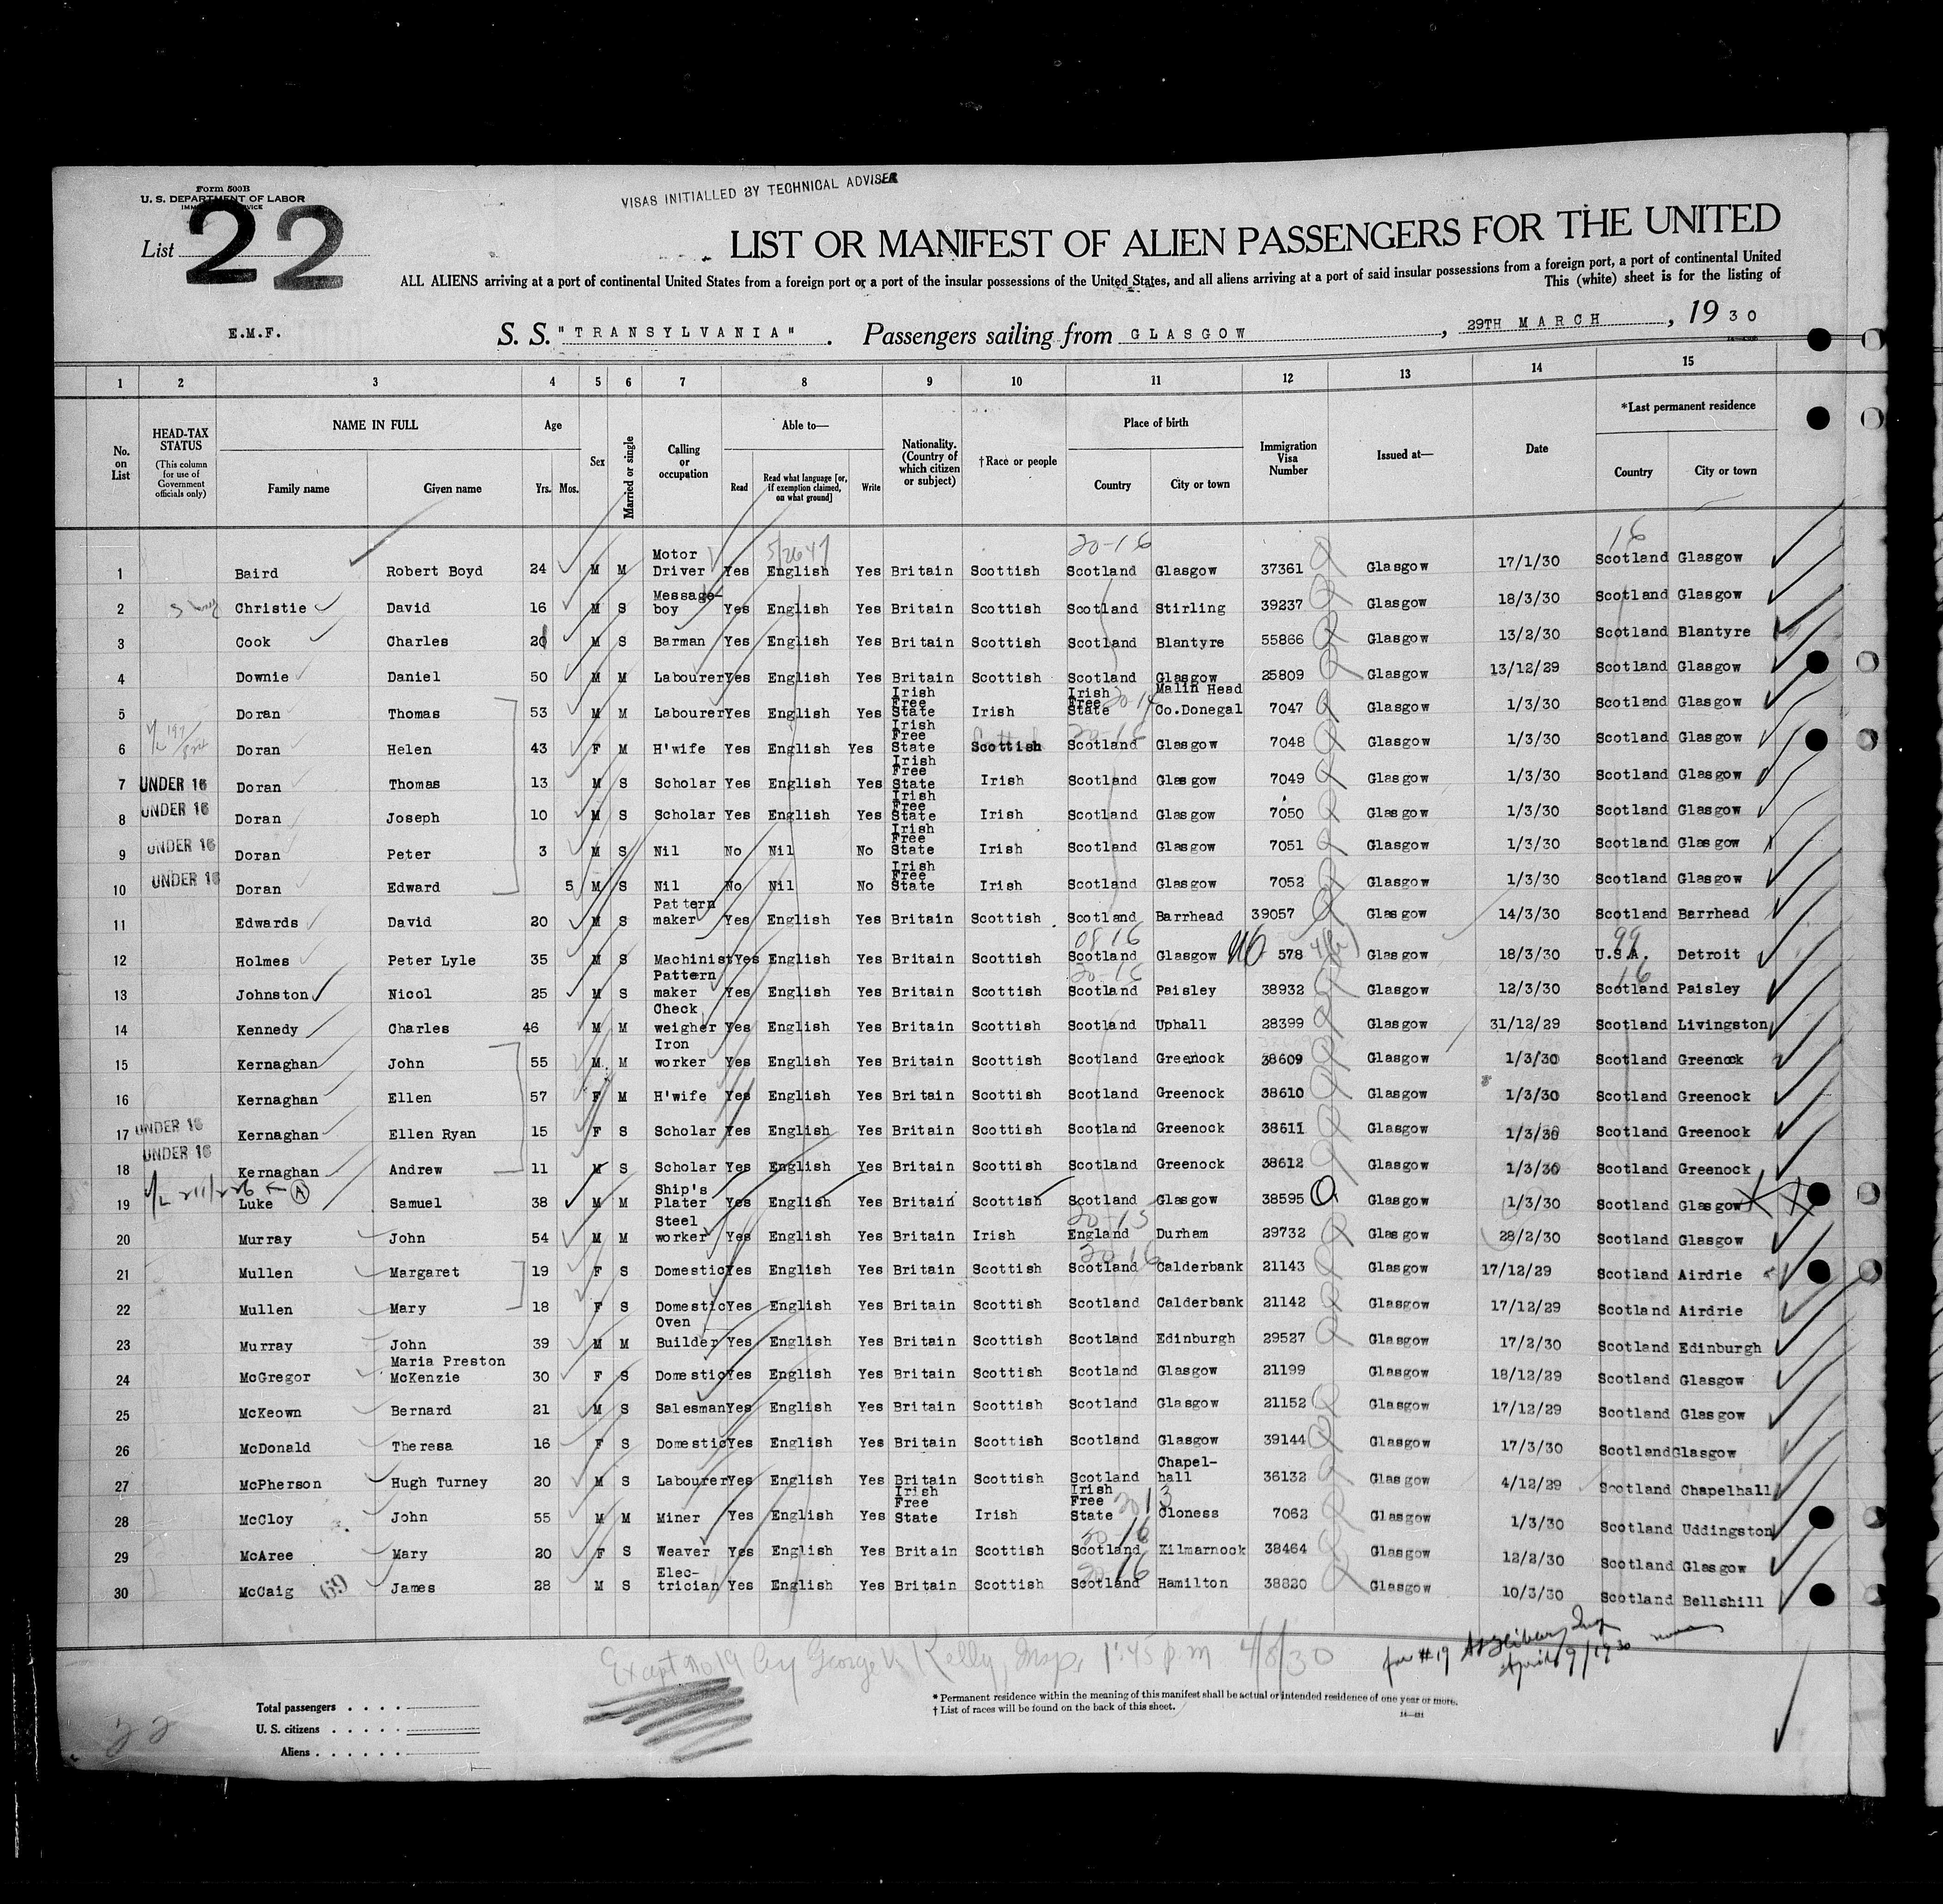 Form 500B
U. S. DEPARTMENT OF LABOR
VISAS INITIALLED BY TECHNICAL ADVISER
List 22
LIST OR MANIFEST OF ALIEN PASSENGERS FOR THE UNITED
ALL ALIENS arriving at a port of continental United States from a foreign port or a port of the insular possessions of the United States, and all aliens arriving at a port of said insular possessions from a foreign port, a port of continental United
This (white) sheet is for the listing of
E.M.F. S. S. "TRANSYLVANIA". Passengers sailing from GLASGOW, 29TH MARCH, 1930
1 2 3 4 5 6 7 8 9 10 11 12 13 14 15
No. on List HEAD-TAX STATUS (This column for use of Government officials only) NAME IN FULL Family name Given name Age Yrs. Mos. Sex Married or single Calling or occupation Able to— Read Read what language [or, if exemption claimed, on what ground] Write Nationality. (Country of which citizen or subject) †Race or people Place of birth Country City or town Immigration Visa Number Issued at— Date *Last permanent residence Country City or town
20-16 16
1 Baird Robert Boyd 24 M M Motor Driver Yes English Yes Britain Scottish Scotland Glasgow 37361 Glasgow 17/1/30 Scotland Glasgow
2 Christie David 16 M S Message-boy Yes English Yes Britain Scottish Scotland Stirling 39237 Glasgow 18/3/30 Scotland Glasgow
3 Cook Charles 20 M S Barman Yes English Yes Britain Scottish Scotland Blantyre 55866 Glasgow 13/2/30 Scotland Blantyre
4 Downie Daniel 50 M M Labourer Yes English Yes Britain Scottish Scotland Glasgow 25809 Glasgow 13/12/29 Scotland Glasgow
5 Doran Thomas 53 M M Labourer Yes English Yes Irish Free State Irish Irish Free State Malin Head Co.Donegal 7047 Glasgow 1/3/30 Scotland Glasgow
6 Doran Helen 43 F M H'wife Yes English Yes Irish Free State Scottish Scotland Glasgow 7048 Glasgow 1/3/30 Scotland Glasgow
7 UNDER 16 Doran Thomas 13 M S Scholar Yes English Yes Irish Free State Irish Scotland Glasgow 7049 Glasgow 1/3/30 Scotland Glasgow
8 UNDER 16 Doran Joseph 10 M S Scholar Yes English Yes Irish Free State Irish Scotland Glasgow 7050 Glasgow 1/3/30 Scotland Glasgow
9 UNDER 16 Doran Peter 3 M S Nil No Nil No Irish Free State Irish Scotland Glasgow 7051 Glasgow 1/3/30 Scotland Glasgow
10 UNDER 16 Doran Edward 5 M S Nil No Nil No Irish Free State Irish Scotland Glasgow 7052 Glasgow 1/3/30 Scotland Glasgow
11 Edwards David 20 M S Pattern maker Yes English Yes Britain Scottish Scotland Barrhead 39057 Glasgow 14/3/30 Scotland Barrhead
12 Holmes Peter Lyle 35 M S Machinist Yes English Yes Britain Scottish Scotland Glasgow 578 Glasgow 18/3/30 U.S.A. Detroit
13 Johnston Nicol 25 M S Pattern maker Yes English Yes Britain Scottish Scotland Paisley 38932 Glasgow 12/3/30 Scotland Paisley
14 Kennedy Charles 46 M M Check weigher Yes English Yes Britain Scottish Scotland Uphall 28399 Glasgow 31/12/29 Scotland Livingston
15 Kernaghan John 55 M M Iron worker Yes English Yes Britain Scottish Scotland Greenock 38609 Glasgow 1/3/30 Scotland Greenock
16 Kernaghan Ellen 57 F M H'wife Yes English Yes Britain Scottish Scotland Greenock 38610 Glasgow 1/3/30 Scotland Greenock
17 UNDER 16 Kernaghan Ellen Ryan 15 F S Scholar Yes English Yes Britain Scottish Scotland Greenock 38611 Glasgow 1/3/30 Scotland Greenock
18 UNDER 16 Kernaghan Andrew 11 M S Scholar Yes English Yes Britain Scottish Scotland Greenock 38612 Glasgow 1/3/30 Scotland Greenock
19 Luke Samuel 38 M M Ship's Plater Yes English Yes Britain Scottish Scotland Glasgow 38595 Glasgow 1/3/30 Scotland Glasgow
20 Murray John 54 M M Steel worker Yes English Yes Britain Irish England Durham 29732 Glasgow 28/2/30 Scotland Glasgow
21 Mullen Margaret 19 F S Domestic Yes English Yes Britain Scottish Scotland Calderbank 21143 Glasgow 17/12/29 Scotland Airdrie
22 Mullen Mary 18 F S Domestic Yes English Yes Britain Scottish Scotland Calderbank 21142 Glasgow 17/12/29 Scotland Airdrie
23 Murray John 39 M M Oven Builder Yes English Yes Britain Scottish Scotland Edinburgh 29527 Glasgow 17/2/30 Scotland Edinburgh
24 McGregor Maria Preston McKenzie 30 F S Domestic Yes English Yes Britain Scottish Scotland Glasgow 21199 Glasgow 18/12/29 Scotland Glasgow
25 McKeown Bernard 21 M S Salesman Yes English Yes Britain Scottish Scotland Glasgow 21152 Glasgow 17/12/29 Scotland Glasgow
26 McDonald Theresa 16 F S Domestic Yes English Yes Britain Scottish Scotland Glasgow 39144 Glasgow 17/3/30 Scotland Glasgow
27 McPherson Hugh Turney 20 M S Labourer Yes English Yes Britain Scottish Scotland Chapel-hall 36132 Glasgow 4/12/29 Scotland Chapelhall
28 McCloy John 55 M M Miner Yes English Yes Irish Free State Irish Irish Free State Cloness 7062 Glasgow 1/3/30 Scotland Uddingston
29 McAree Mary 20 F S Weaver Yes English Yes Britain Scottish Scotland Kilmarnock 38464 Glasgow 12/2/30 Scotland Glasgow
30 McCaig 69 James 28 M S Elec-trician Yes English Yes Britain Scottish Scotland Hamilton 38820 Glasgow 10/3/30 Scotland Bellshill
Except no 19 by George V. Kelly, Insp. 1:45 p.m 4/8/30 for #19 April 9/1930
* Permanent residence within the meaning of this manifest shall be actual or intended residence of one year or more.
† List of races will be found on the back of this sheet.
Total passengers
U. S. citizens
Aliens
22